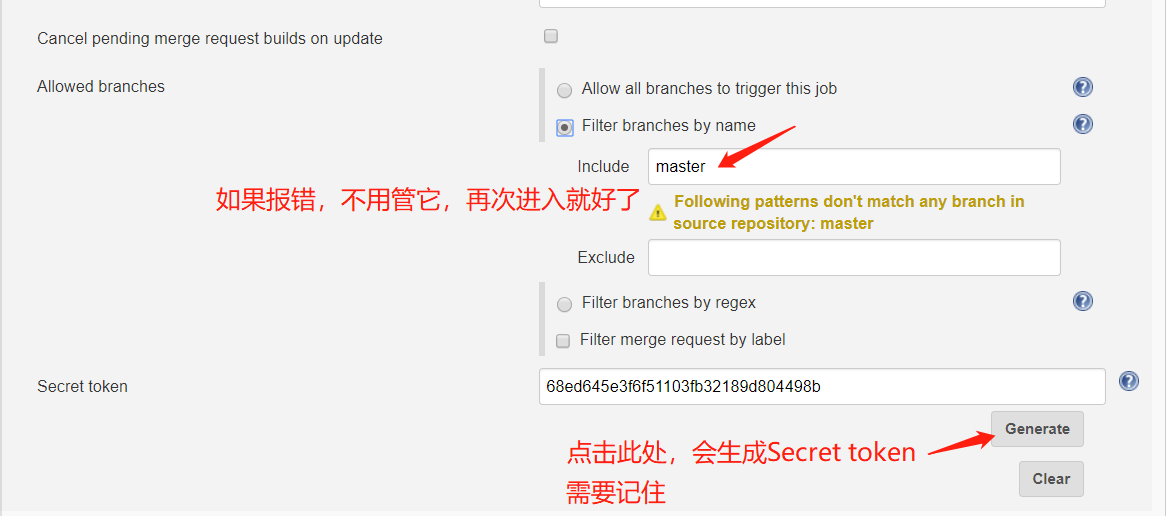 Cancel pending merge request builds on update
Allowed branches
Allow all branches to trigger this job
Filter branches by name
Include
master
如果报错，不用管它，再次进入就好了
Following patterns don't match any branch in
source repository: master
Exclude
Filter branches by regex
Filter merge request by label
Secret token
68ed645e3f6f51103fb32189d804498b
Generate
点击此处，会生成Secret token
需要记住
Clear